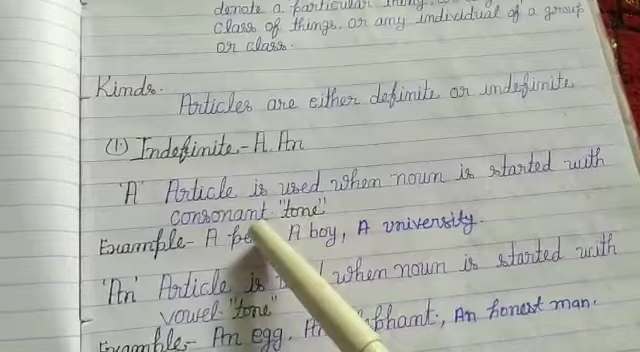 denote a particular thing
class of things. or any individual of a group
or class.
Kinds.
Articles are either definite or indefinite
(1) Indefinite - A. An
'A' Article is used when noun is started with
consonant "tone"
Example - A A boy, A university.
'An' Article is when noun is started with
vowel "tone"
Example - An egg. An honest man.